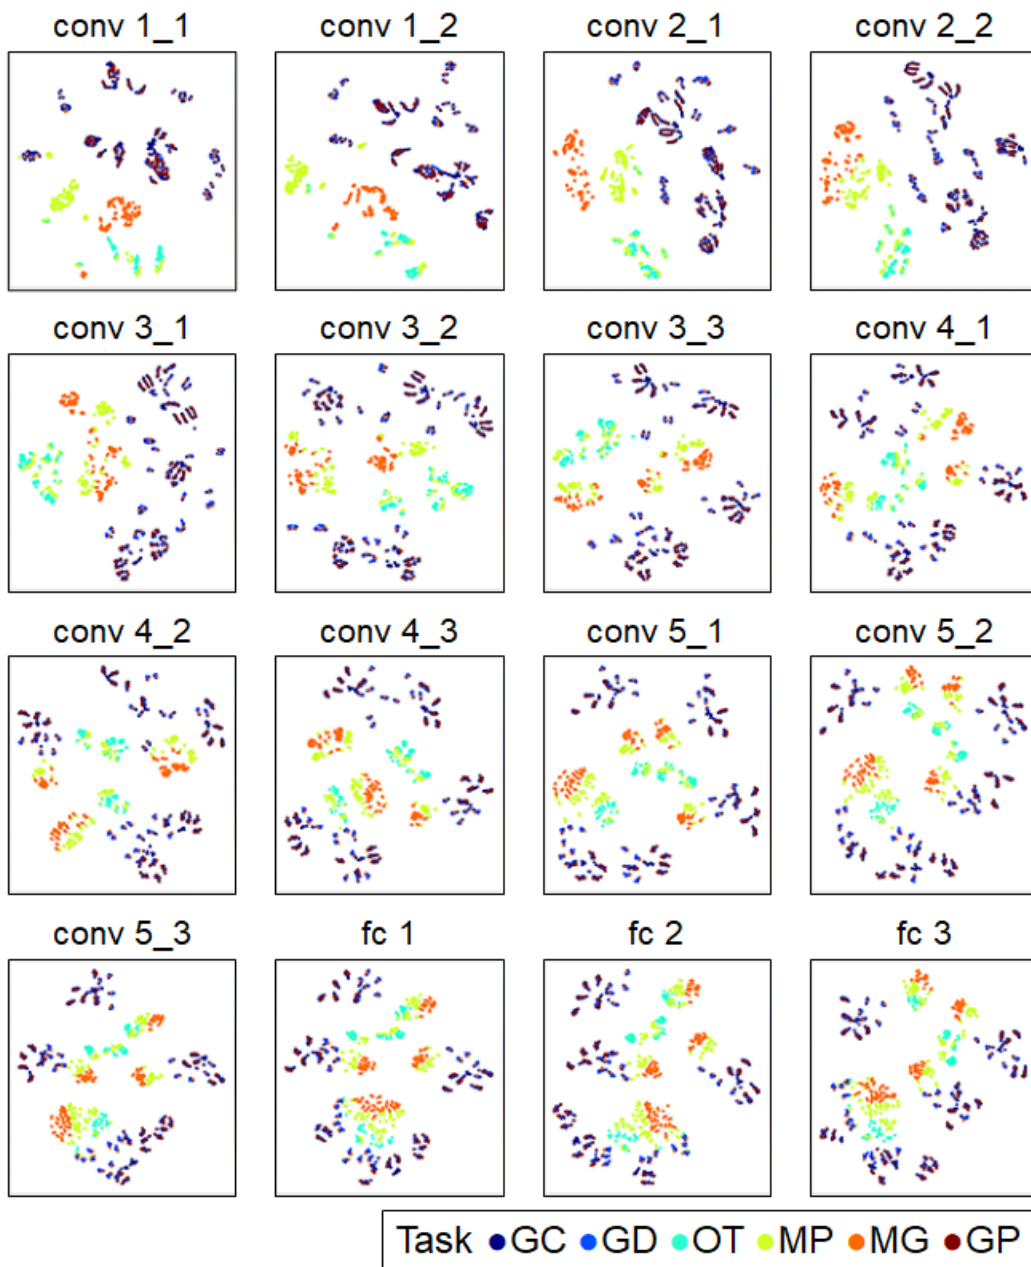 conv 1_1 conv 1_2 conv 2_1 conv 2_2
conv 3_1 conv 3_2 conv 3_3 conv 4_1
conv 4_2 conv 4_3 conv 5_1 conv 5_2
conv 5_3 fc 1 fc 2 fc 3
Task GC GD OT MP MG GP